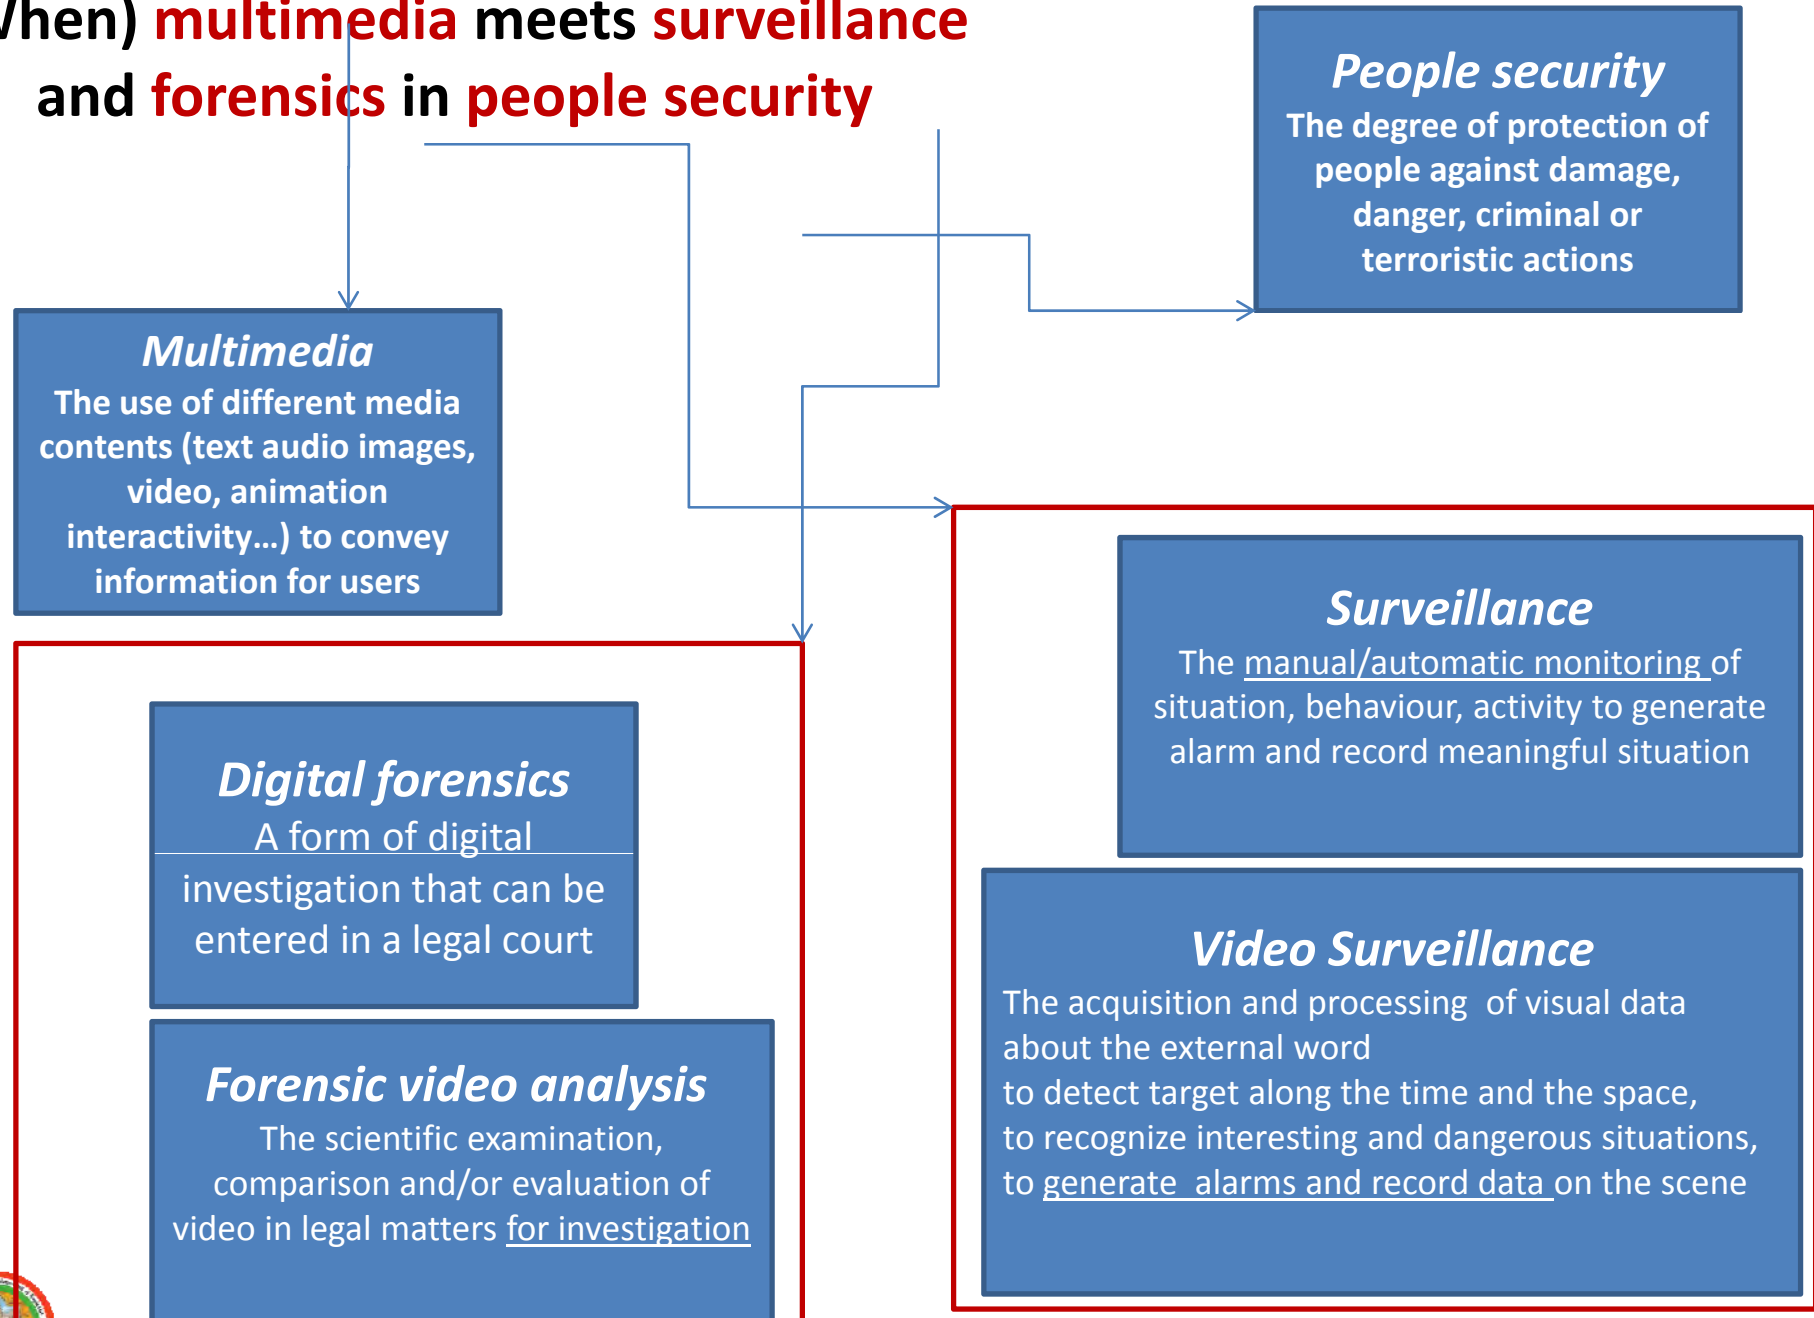 When) multimedia meets surveillance
and forensics in people security
People security
The degree of protection of
people against damage,
danger, criminal or
terroristic actions
Multimedia
The use of different media
contents (text audio images,
video, animation
interactivity…) to convey
information for users
Surveillance
The manual/automatic monitoring of
situation, behaviour, activity to generate
alarm and record meaningful situation
Digital forensics
A form of digital
investigation that can be
entered in a legal court
Video Surveillance
The acquisition and processing  of visual data
about the external word
to detect target along the time and the space,
to recognize interesting and dangerous situations,
to generate  alarms and record data on the scene
Forensic video analysis
The scientific examination,
comparison and/or evaluation of
video in legal matters for investigation